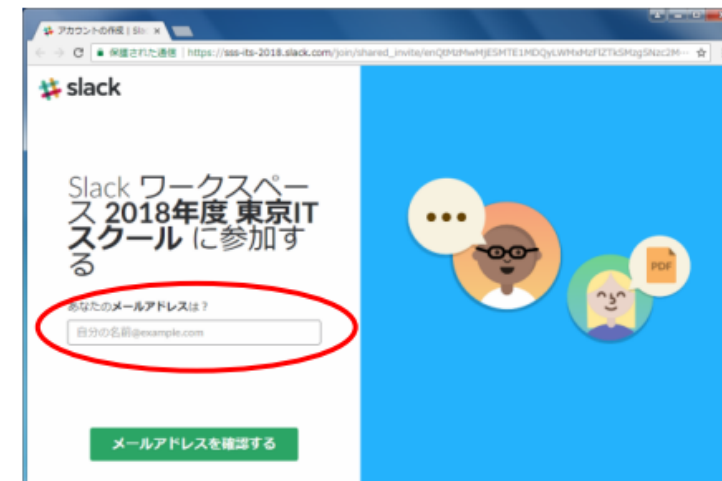 アカウントの作成 | Sla
保護された通信 | https://sss-its-2018.slack.com/join/shared_invite/
slack
Slack ワークスペー
ス 2018年度 東京IT
スクール に参加す
る
あなたのメールアドレスは？
自分の名前@example.com
メールアドレスを確認する
PDF